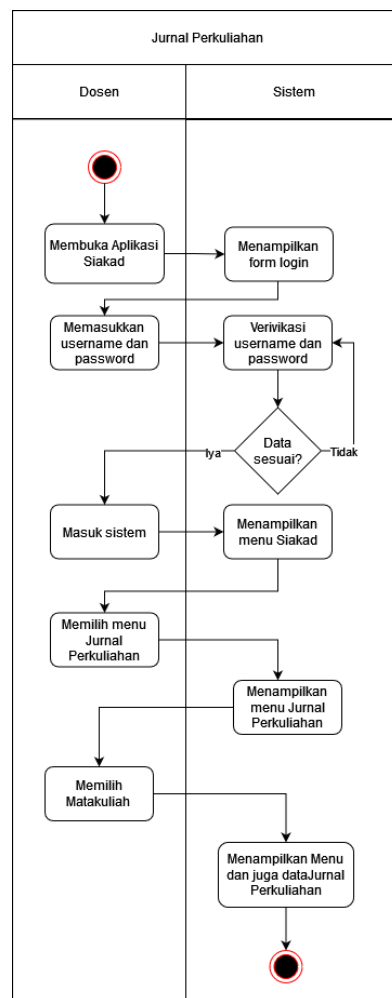 Jurnal Perkuliahan
Dosen
Sistem
Membuka Aplikasi
Siakad
Menampilkan
form login
Memasukkan
username dan
password
Verivikasi
username dan
password
Data
sesuai?
Iya
Tidak
Masuk sistem
Menampilkan
menu Siakad
Memilih menu
Jurnal
Perkuliahan
Menampilkan
menu Jurnal
Perkuliahan
Memilih
Matakuliah
Menampilkan Menu
dan juga dataJurnal
Perkuliahan